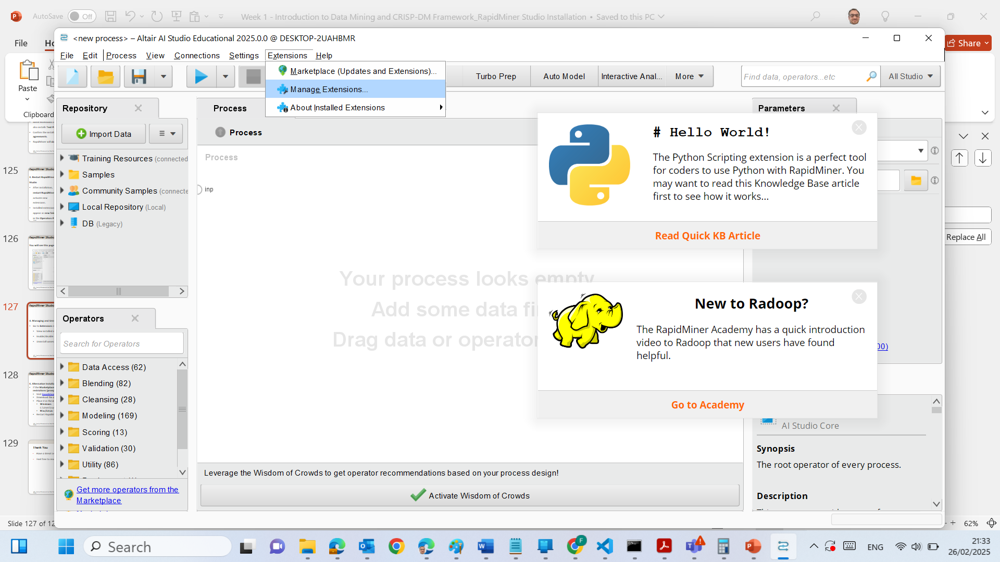 AutoSave Off
Week 1 - Introduction to Data Mining and CRISP-DM Framework_RapidMiner Studio Installation • Saved to this PC
File
Share
Paste
Clipboard
<new process> – Altair AI Studio Educational 2025.0.0 @ DESKTOP-2UAHBMR
File Edit Process View Connections Settings Extensions Help
Marketplace (Updates and Extensions)...
Manage Extensions...
About Installed Extensions
Turbo Prep
Auto Model
Interactive Anal...
More
Find data, operators...etc
All Studio
Repository
Import Data
Training Resources (connected
Samples
Community Samples (connecte
Local Repository (Local)
DB (Legacy)
Operators
Search for Operators
Data Access (62)
Blending (82)
Cleansing (28)
Modeling (169)
Scoring (13)
Validation (30)
Utility (86)
Get more operators from the
Marketplace
Process
Process
Process
inp
Your process looks empty
Add some data fi
Drag data or operator
Leverage the Wisdom of Crowds to get operator recommendations based on your process design!
Activate Wisdom of Crowds
Parameters
# Hello World!
The Python Scripting extension is a perfect tool
for coders to use Python with RapidMiner. You
may want to read this Knowledge Base article
first to see how it works...
Read Quick KB Article
New to Radoop?
The RapidMiner Academy has a quick introduction
video to Radoop that new users have found
helpful.
Go to Academy
00)
AI Studio Core
Synopsis
The root operator of every process.
Description
Replace All
125
126
127
128
129
Thank You
Slide 127 of 12
62%
Search
ENG
21:33
26/02/2025